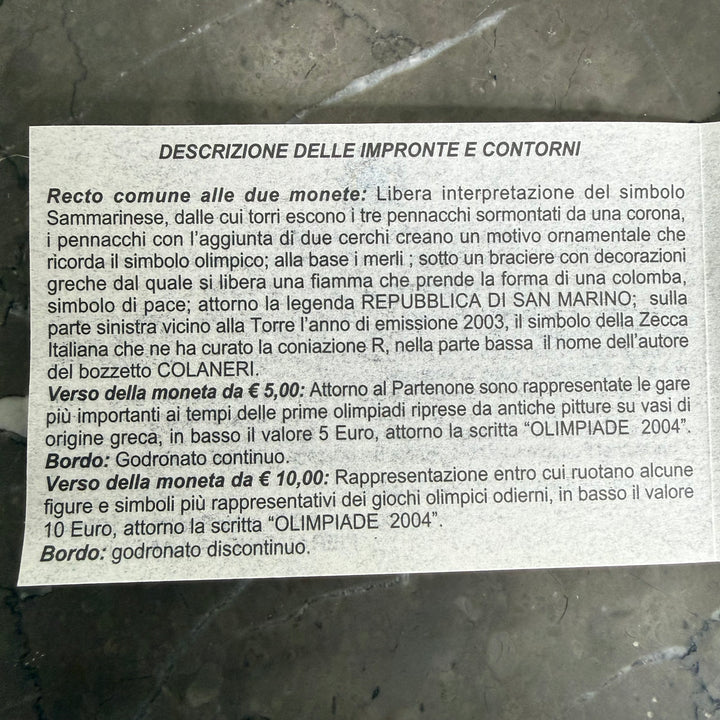 DESCRIZIONE DELLE IMPRONTE E CONTORNI
Recto comune alle due monete: Libera interpretazione del simbolo
Sammarinese, dalle cui torri escono i tre pennacchi sormontati da una corona,
i pennacchi con l'aggiunta di due cerchi creano un motivo ornamentale che
ricorda il simbolo olimpico; alla base i merli ; sotto un braciere con decorazioni
greche dal quale si libera una fiamma che prende la forma di una colomba,
simbolo di pace; attorno la legenda REPUBBLICA DI SAN MARINO; sulla
parte sinistra vicino alla Torre l'anno di emissione 2003, il simbolo della Zecca
Italiana che ne ha curato la coniazione R, nella parte bassa il nome dell'autore
del bozzetto COLANERI.
Verso della moneta da € 5,00: Attorno al Partenone sono rappresentate le gare
più importanti ai tempi delle prime olimpiadi riprese da antiche pitture su vasi di
origine greca, in basso il valore 5 Euro, attorno la scritta “OLIMPIADE 2004”.
Bordo: Godronato continuo.
Verso della moneta da € 10,00: Rappresentazione entro cui ruotano alcune
figure e simboli più rappresentativi dei giochi olimpici odierni, in basso il valore
10 Euro, attorno la scritta “OLIMPIADE 2004”.
Bordo: godronato discontinuo.